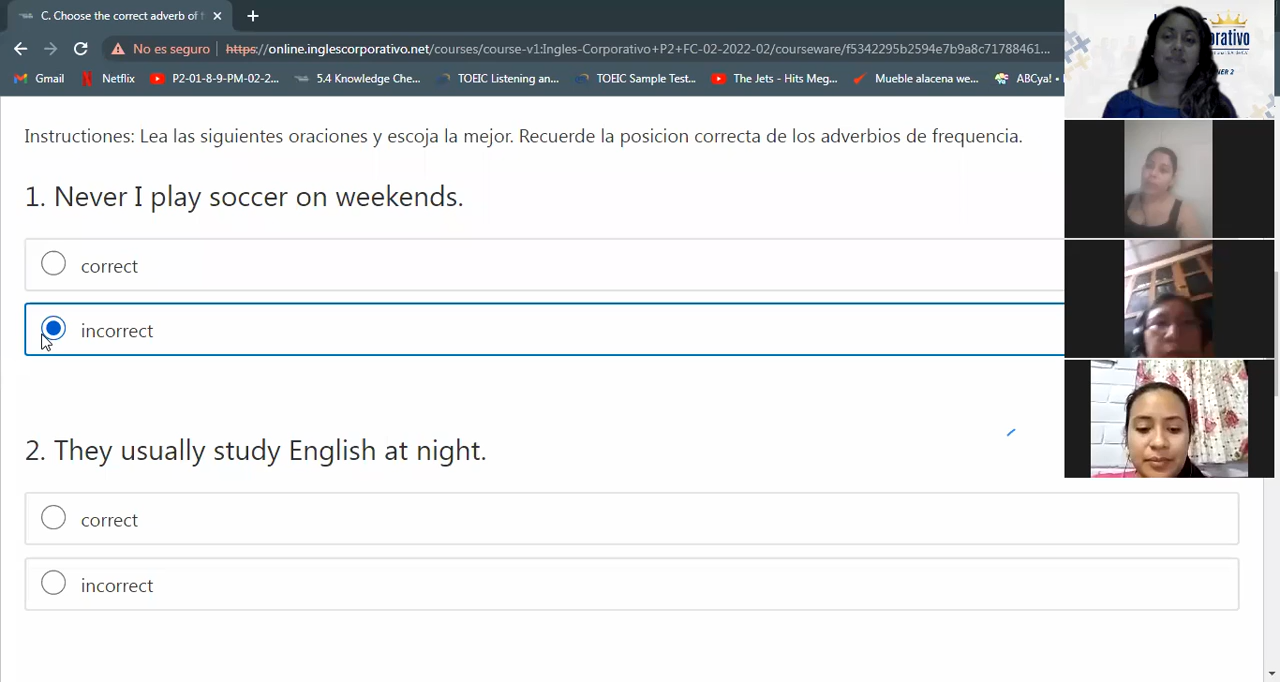 C. Choose the correct adverb of
No es seguro
https://online.inglescorporativo.net/courses/course-v1:Ingles-Corporativo+P2+FC-02-2022-02/courseware/f5342295b2594e7b9a8c71788461...
Gmail
Netflix
P2-01-8-9-PM-02-2...
5.4 Knowledge Che...
TOEIC Listening an...
TOEIC Sample Test...
The Jets - Hits Meg...
Mueble alacena we...
ABCya! •
Instructiones: Lea las siguientes oraciones y escoja la mejor. Recuerde la posicion correcta de los adverbios de frequencia.
1. Never I play soccer on weekends.
correct
incorrect
2. They usually study English at night.
correct
incorrect